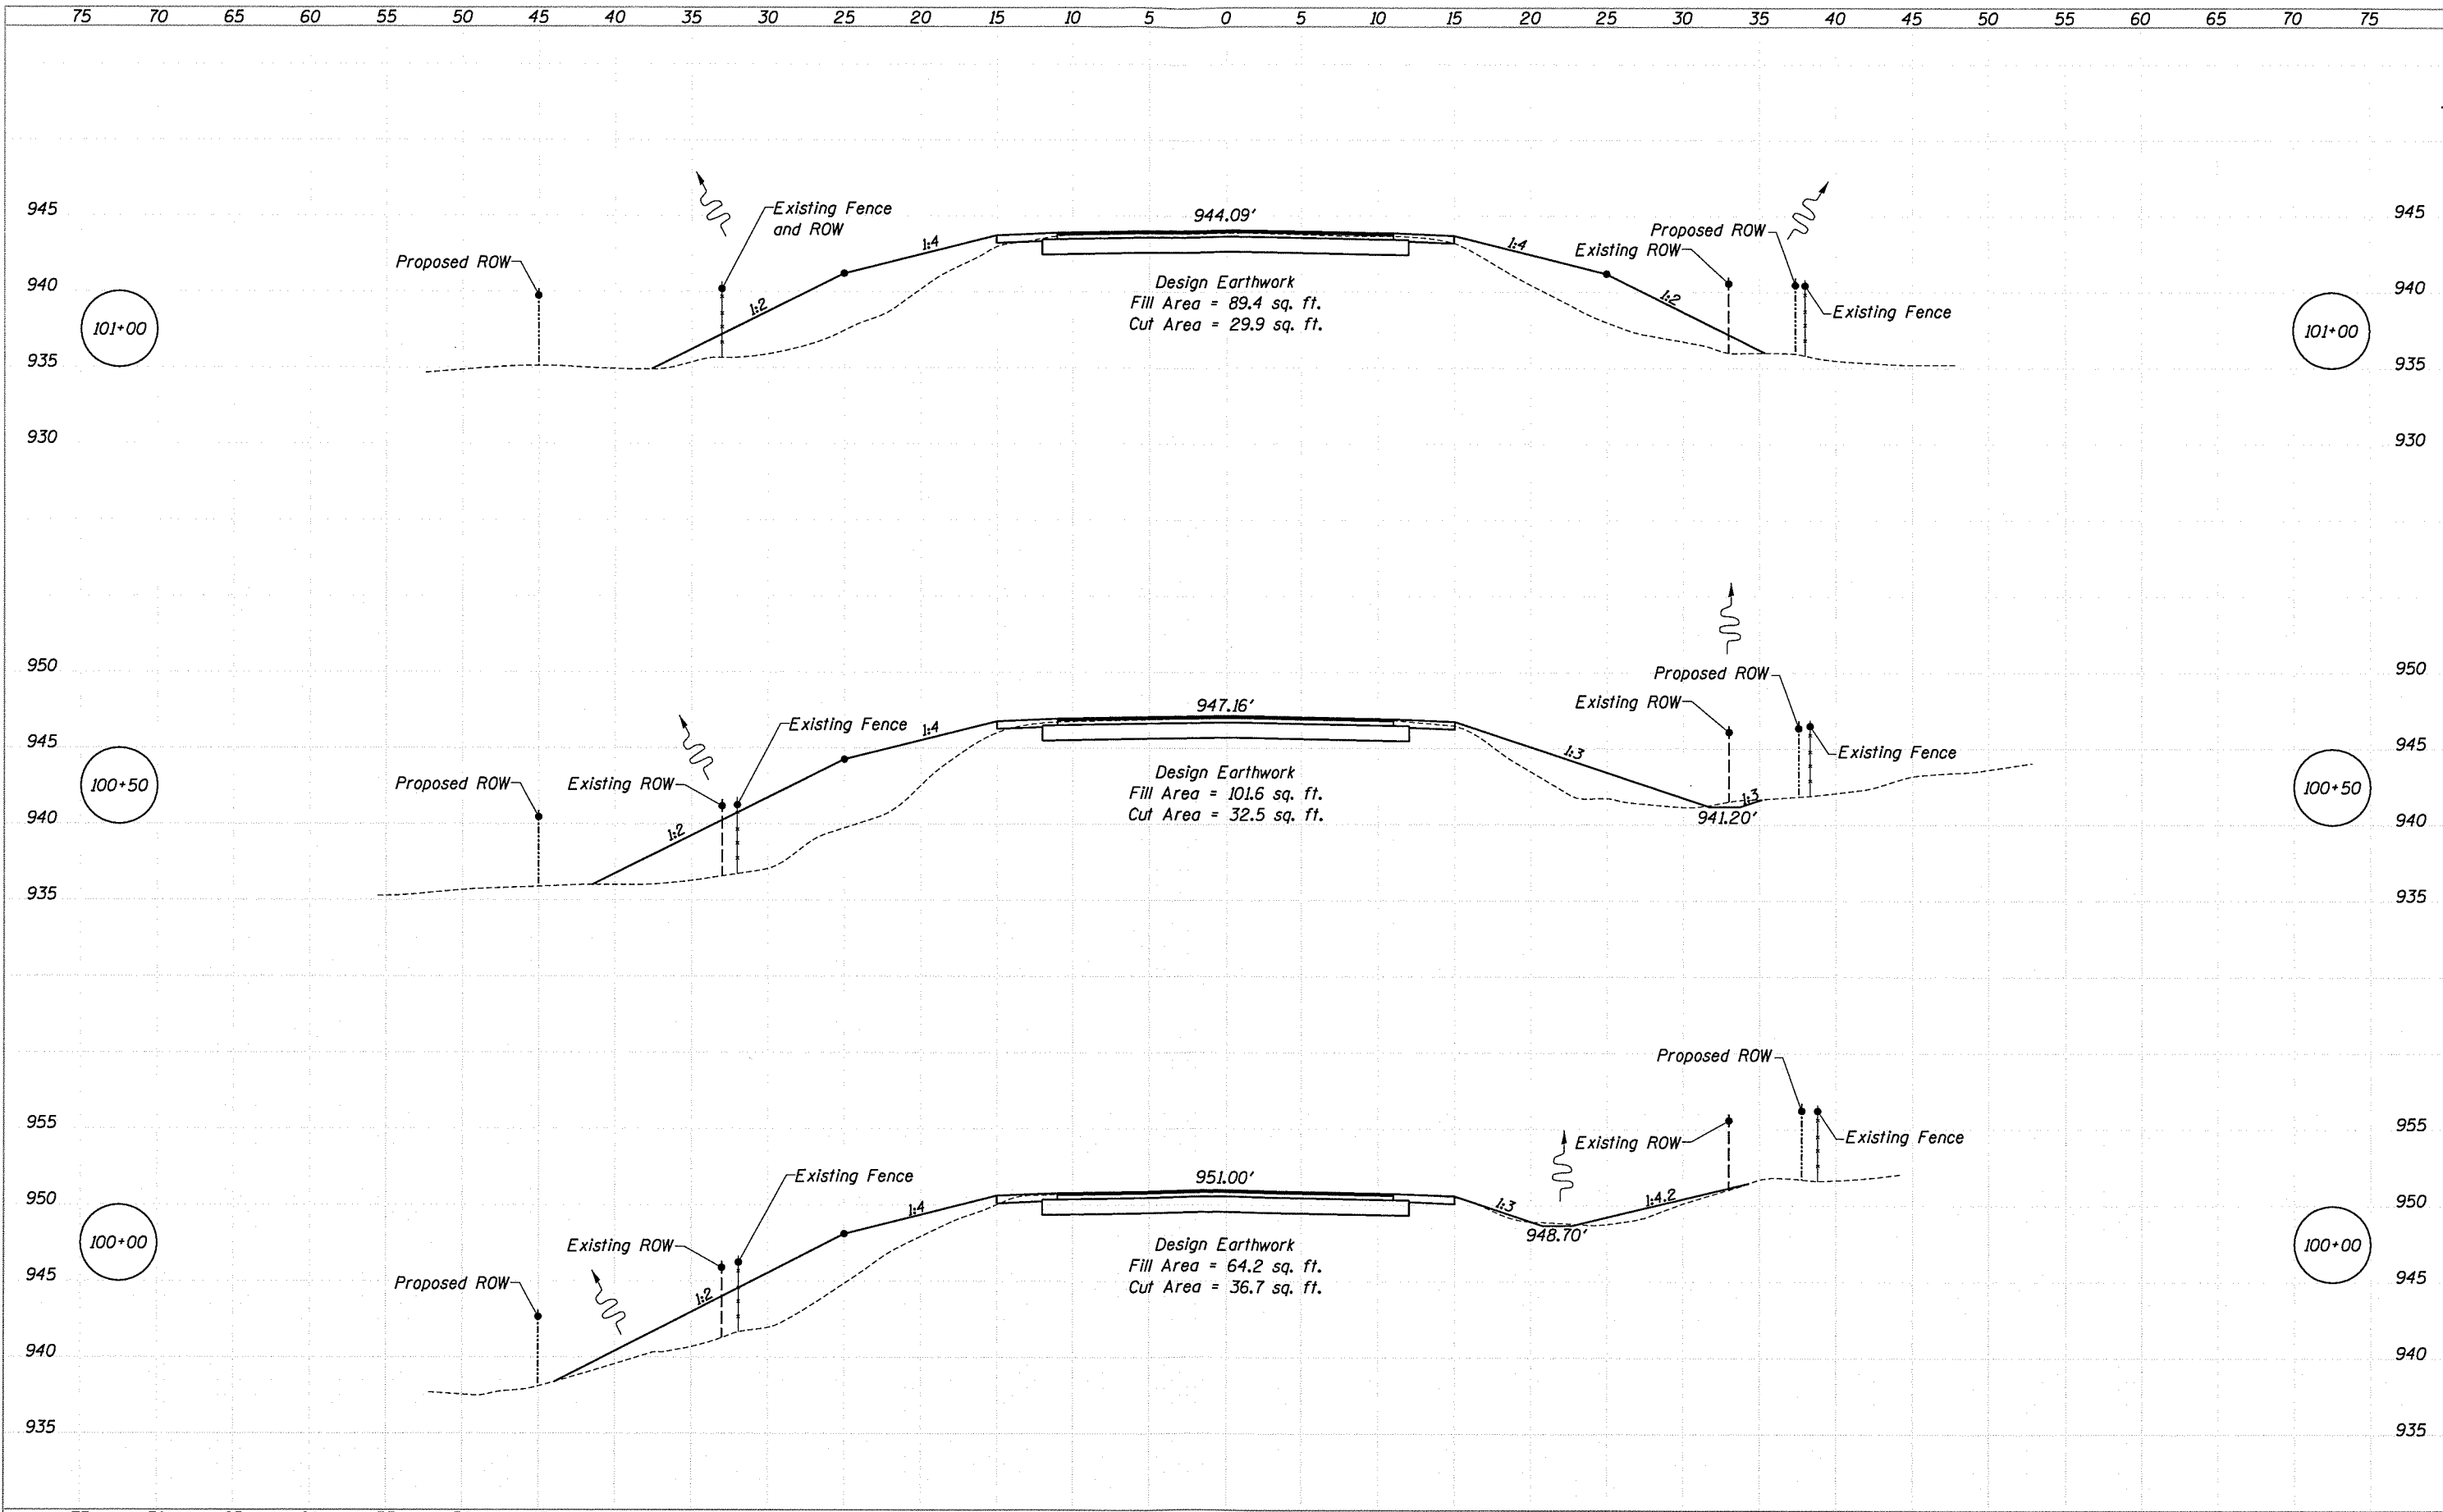 75 70 65 60 55 50 45 40 35 30 25 20 15 10 5 0 5 10 15 20 25 30 35 40 45 50 55 60 65 70 75
945
940
935
930
101+00
Proposed ROW
1:2
Existing Fence
and ROW
1:4
944.09'
Design Earthwork
Fill Area = 89.4 sq. ft.
Cut Area = 29.9 sq. ft.
1:4
Existing ROW
1:2
Proposed ROW
Existing Fence
101+00
945
940
935
930
950
945
940
935
100+50
Proposed ROW
Existing ROW
1:2
Existing Fence
1:4
947.16'
Design Earthwork
Fill Area = 101.6 sq. ft.
Cut Area = 32.5 sq. ft.
1:3
Existing ROW
Proposed ROW
1:3
941.20'
Existing Fence
100+50
950
945
940
935
955
950
945
940
935
100+00
Proposed ROW
Existing ROW
1:2
Existing Fence
1:4
951.00'
Design Earthwork
Fill Area = 64.2 sq. ft.
Cut Area = 36.7 sq. ft.
1:3
948.70'
Existing ROW
1:4.2
Proposed ROW
Existing Fence
100+00
955
950
945
940
935